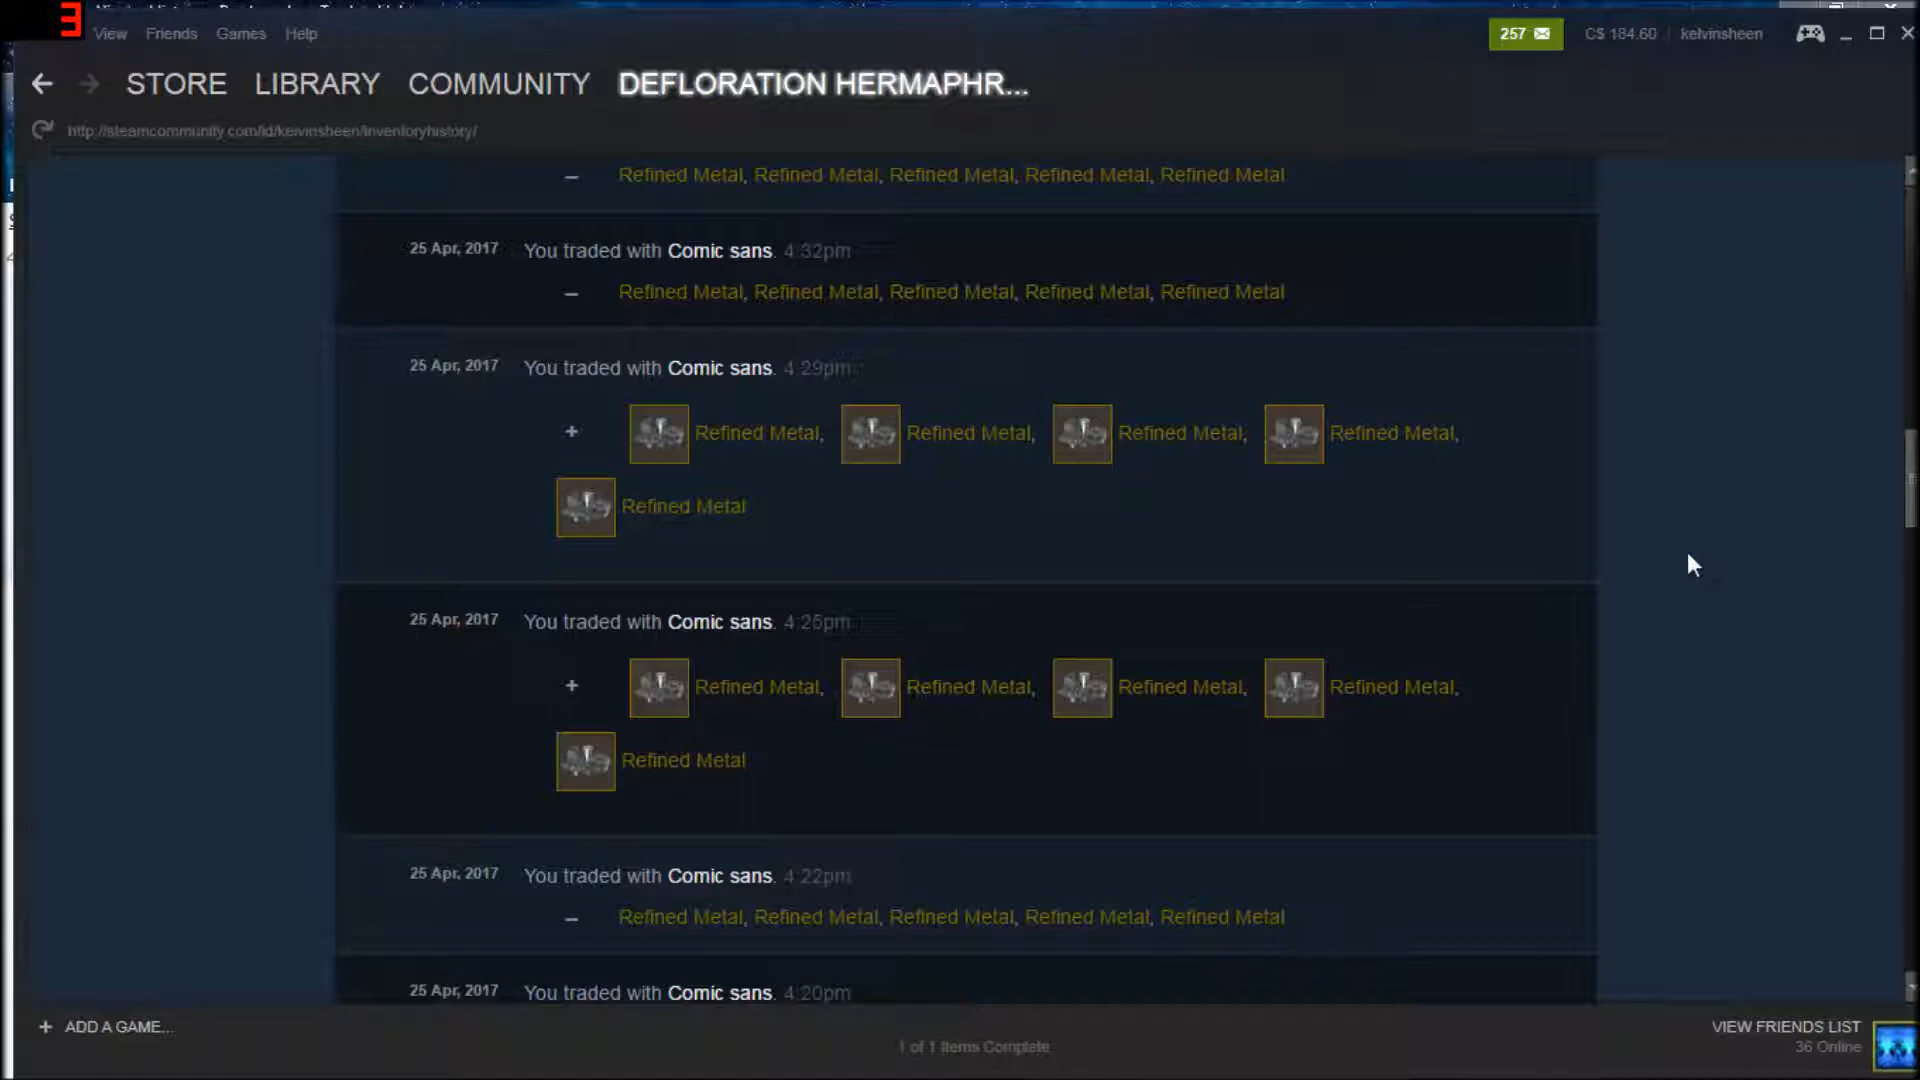 3
View Friends Games Help
257 C$ 184.60 kelvinsheen
STORE LIBRARY COMMUNITY DEFLORATION HERMAPHR...
http://steamcommunity.com/id/kelvinsheen/inventoryhistory/
– Refined Metal, Refined Metal, Refined Metal, Refined Metal, Refined Metal
25 Apr, 2017 You traded with Comic sans. 4:32pm
– Refined Metal, Refined Metal, Refined Metal, Refined Metal, Refined Metal
25 Apr, 2017 You traded with Comic sans. 4:29pm
+ Refined Metal, Refined Metal, Refined Metal, Refined Metal,
Refined Metal
25 Apr, 2017 You traded with Comic sans. 4:25pm
+ Refined Metal, Refined Metal, Refined Metal, Refined Metal,
Refined Metal
25 Apr, 2017 You traded with Comic sans. 4:22pm
– Refined Metal, Refined Metal, Refined Metal, Refined Metal, Refined Metal
25 Apr, 2017 You traded with Comic sans. 4:20pm
+ ADD A GAME...
1 of 1 Items Complete
VIEW FRIENDS LIST
36 Online